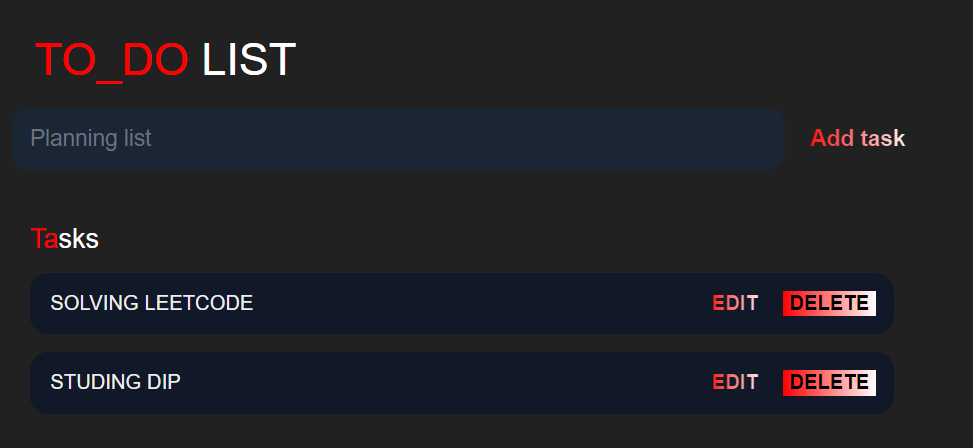 TO_DO LIST
Planning list Add task
Tasks
SOLVING LEETCODE EDIT DELETE
STUDING DIP EDIT DELETE